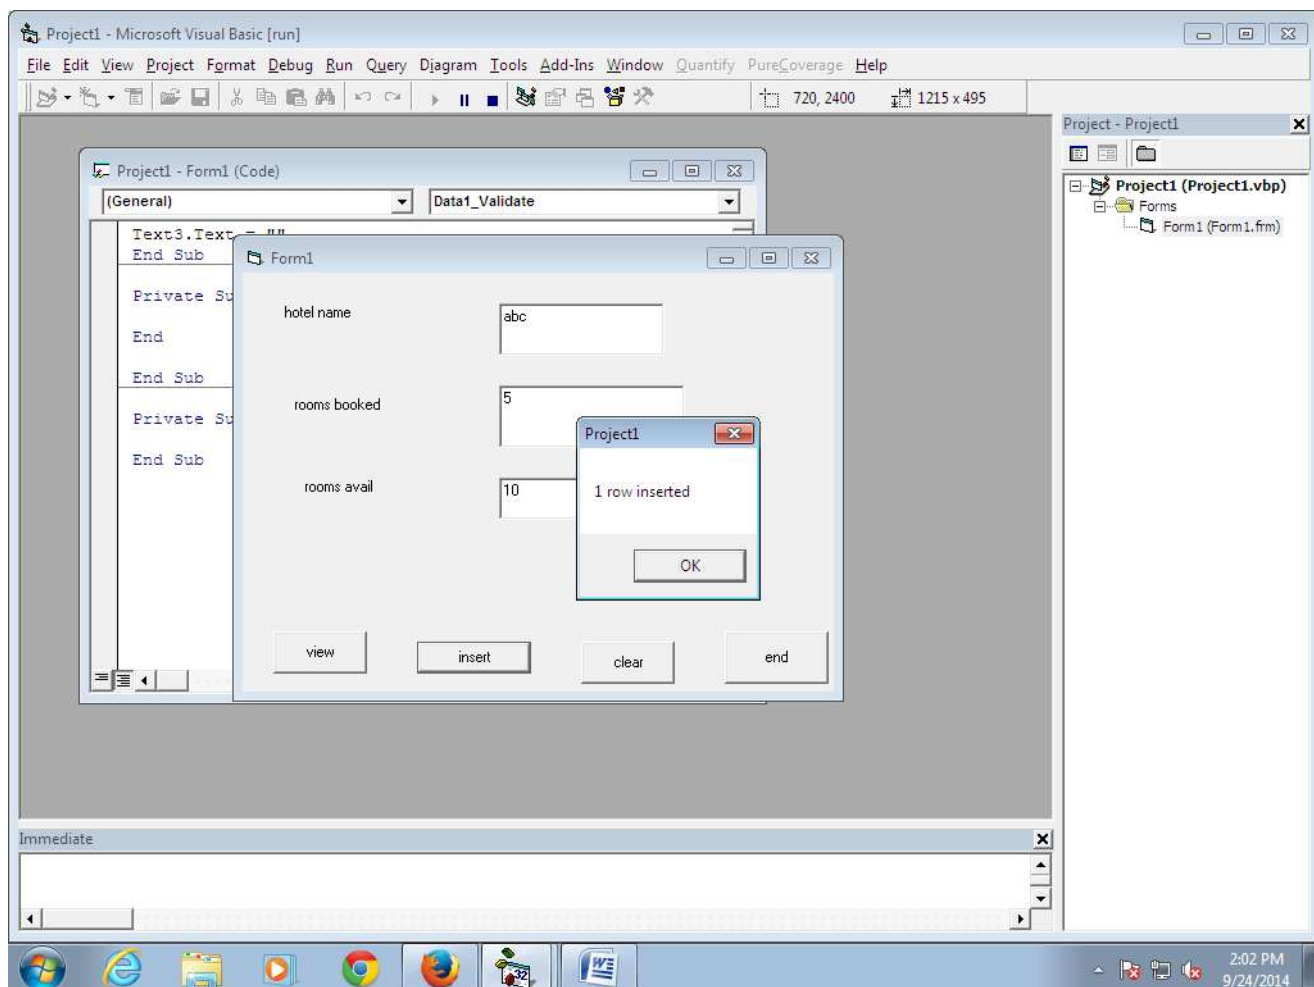 Project1 - Microsoft Visual Basic [run]
File Edit View Project Format Debug Run Query Diagram Tools Add-Ins Window Quantify PureCoverage Help
720, 2400 1215 x 495
Project - Project1
Project1 (Project1.vbp)
Forms
Form1 (Form1.frm)
Project1 - Form1 (Code)
(General) Data1_Validate
Text3.Text = ""
End Sub
Private Su
End
End Sub
Private Su
End Sub
Form1
hotel name abc
rooms booked 5
rooms avail 10
Project1
1 row inserted
OK
view insert clear end
Immediate
32
W
2:02 PM
9/24/2014